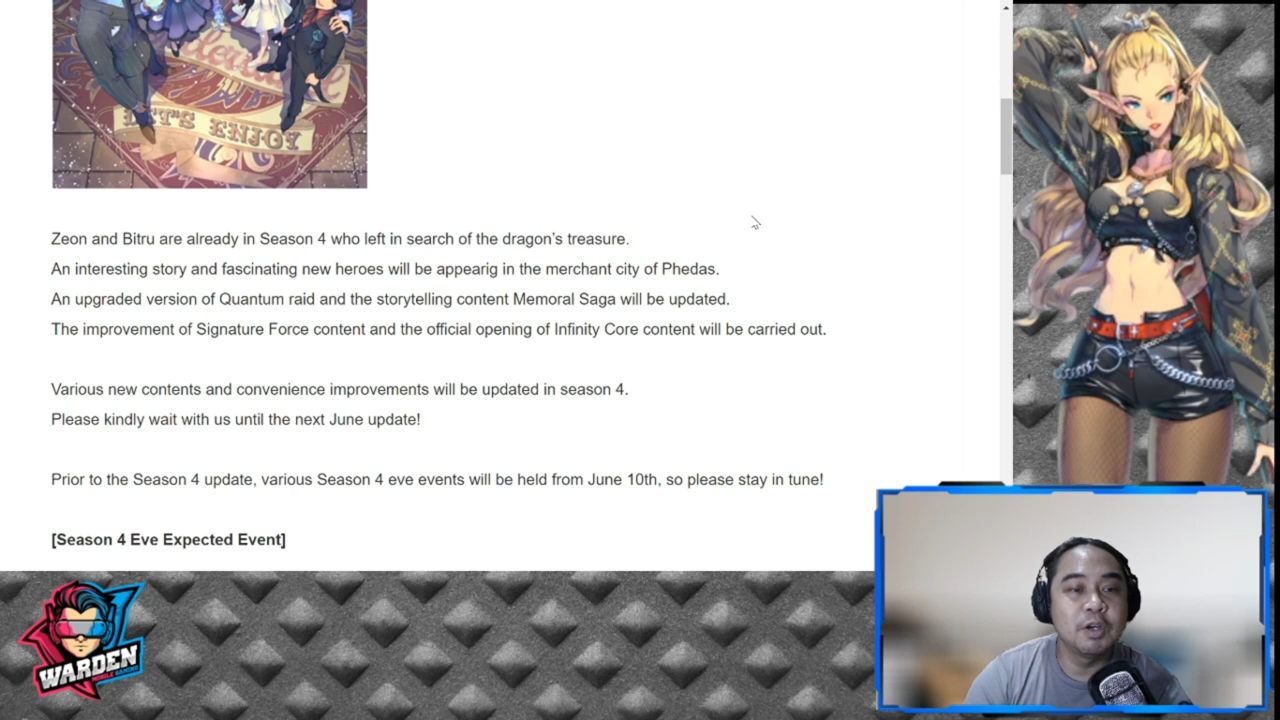 LET'S ENJOY
Zeon and Bitru are already in Season 4 who left in search of the dragon's treasure.
An interesting story and fascinating new heroes will be appearig in the merchant city of Phedas.
An upgraded version of Quantum raid and the storytelling content Memoral Saga will be updated.
The improvement of Signature Force content and the official opening of Infinity Core content will be carried out.
Various new contents and convenience improvements will be updated in season 4.
Please kindly wait with us until the next June update!
Prior to the Season 4 update, various Season 4 eve events will be held from June 10th, so please stay in tune!
[Season 4 Eve Expected Event]
WARDEN
MOBILE GAMING